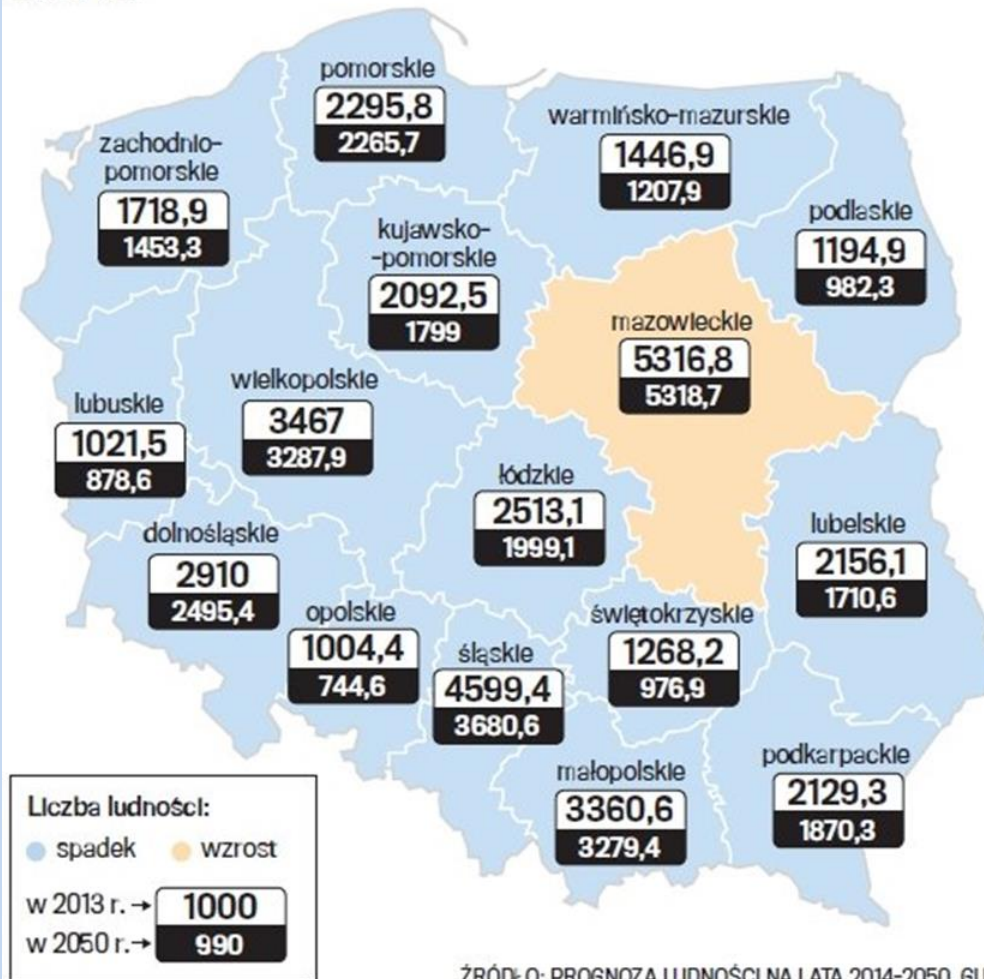 pomorskie
2295,8
2265,7
warmińsko-mazurskie
1446,9
1207,9
zachodnio-
pomorskie
1718,9
1453,3
podlaskie
1194,9
982,3
kujawsko-
-pomorskie
2092,5
1799
mazowieckie
5316,8
5318,7
wielkopolskie
3467
3287,9
lubuskie
1021,5
878,6
łódzkie
2513,1
1999,1
lubelskie
2156,1
1710,6
dolnośląskie
2910
2495,4
opolskie
1004,4
744,6
śląskie
4599,4
3680,6
świętokrzyskie
1268,2
976,9
małopolskie
3360,6
3279,4
podkarpackie
2129,3
1870,3
Liczba ludności:
spadek wzrost
w 2013 r.→ 1000
w 2050 r.→ 990
ŹRÓDŁO: PROGNOZA LUDNOŚCI NA LATA 2014-2050,